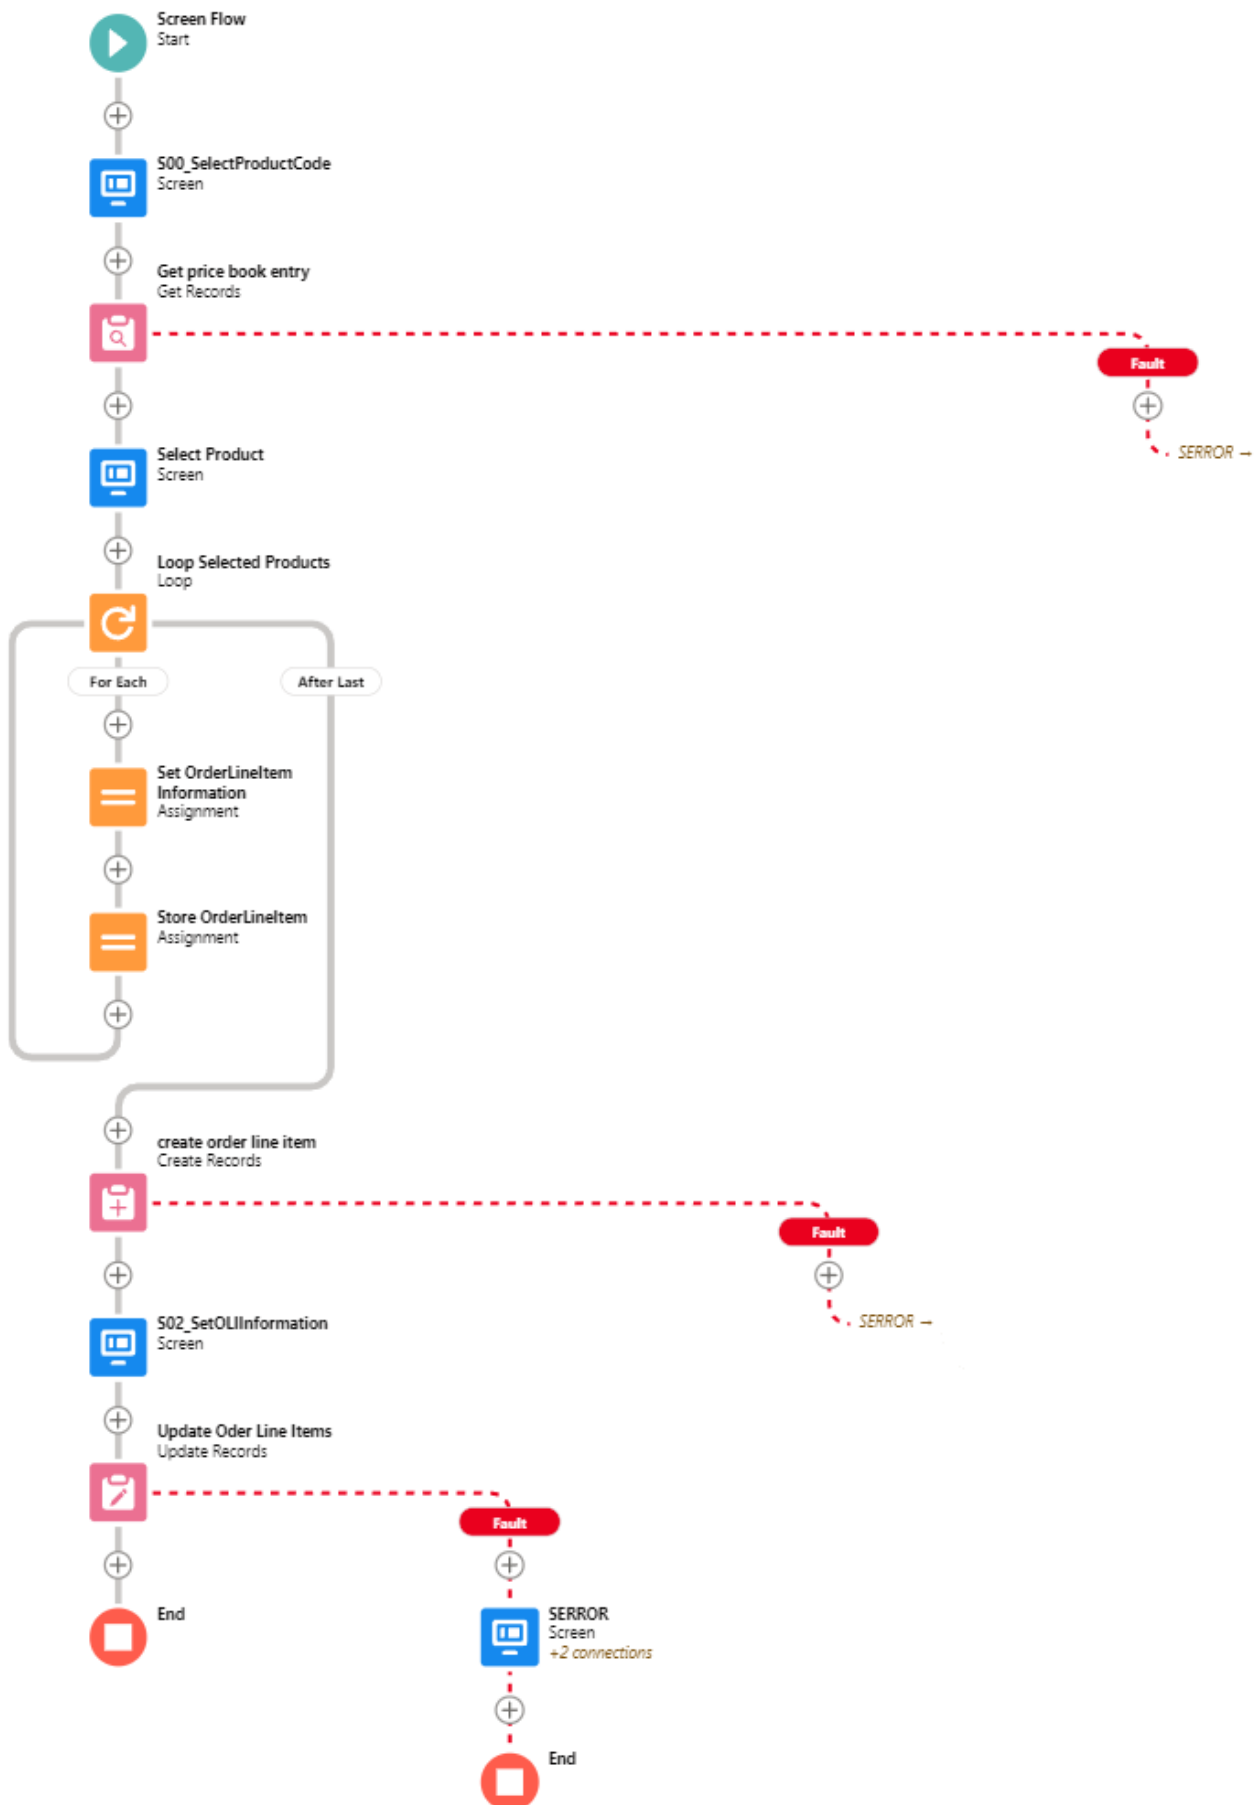 Screen Flow
Start
S00_SelectProductCode
Screen
Get price book entry
Get Records
Fault
SERROR →
Select Product
Screen
Loop Selected Products
Loop
For Each
After Last
Set OrderLineItem
Information
Assignment
Store OrderLineItem
Assignment
create order line item
Create Records
Fault
SERROR →
S02_SetOLIInformation
Screen
Update Oder Line Items
Update Records
Fault
End
SERROR
Screen
+2 connections
End